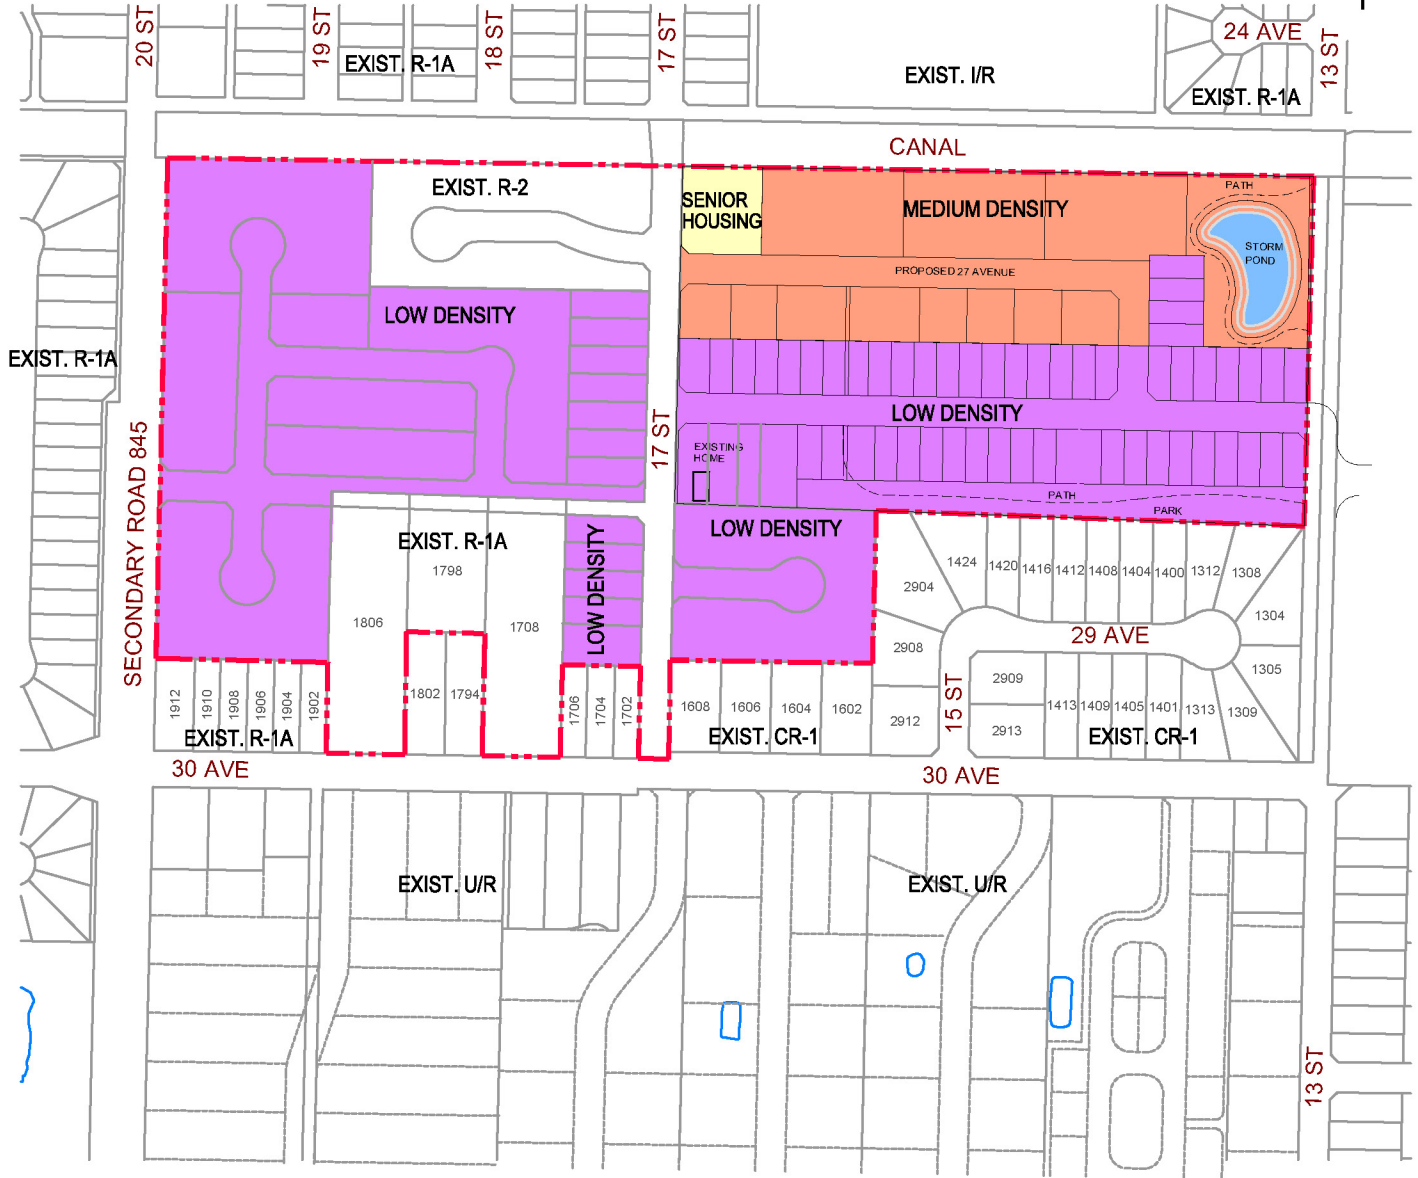 20 ST
19 ST
18 ST
17 ST
24 AVE
13 ST
EXIST. R-1A
EXIST. I/R
EXIST. R-1A
CANAL
EXIST. R-2
SENIOR
HOUSING
MEDIUM DENSITY
PATH
STORM
POND
PROPOSED 27 AVENUE
LOW DENSITY
EXIST. R-1A
LOW DENSITY
17 ST
EXISTING
HOME
SECONDARY ROAD 845
PATH
PARK
LOW DENSITY
EXIST. R-1A
LOW DENSITY
1798
1806
1708
2904
1424
1420
1416
1412
1408
1404
1400
1312
1308
1304
29 AVE
2908
1305
1802
1794
15 ST
2909
1912
1910
1908
1906
1904
1902
1706
1704
1702
1608
1606
1604
1602
2912
2913
1413
1409
1405
1401
1313
1309
EXIST. R-1A
EXIST. CR-1
EXIST. CR-1
30 AVE
30 AVE
EXIST. U/R
EXIST. U/R
13 ST